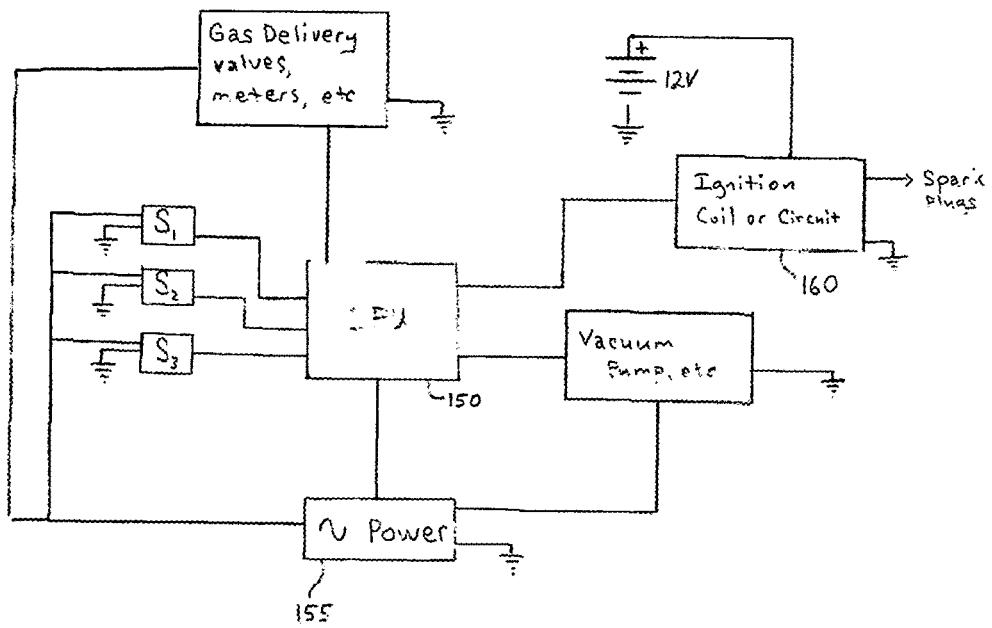 Gas Delivery
values,
meters, etc
+
12V
Ignition
Coil or Circuit
Spark
Plugs
160
S1
S2
S3
150
Vacuum
Pump, etc
∿ Power
155